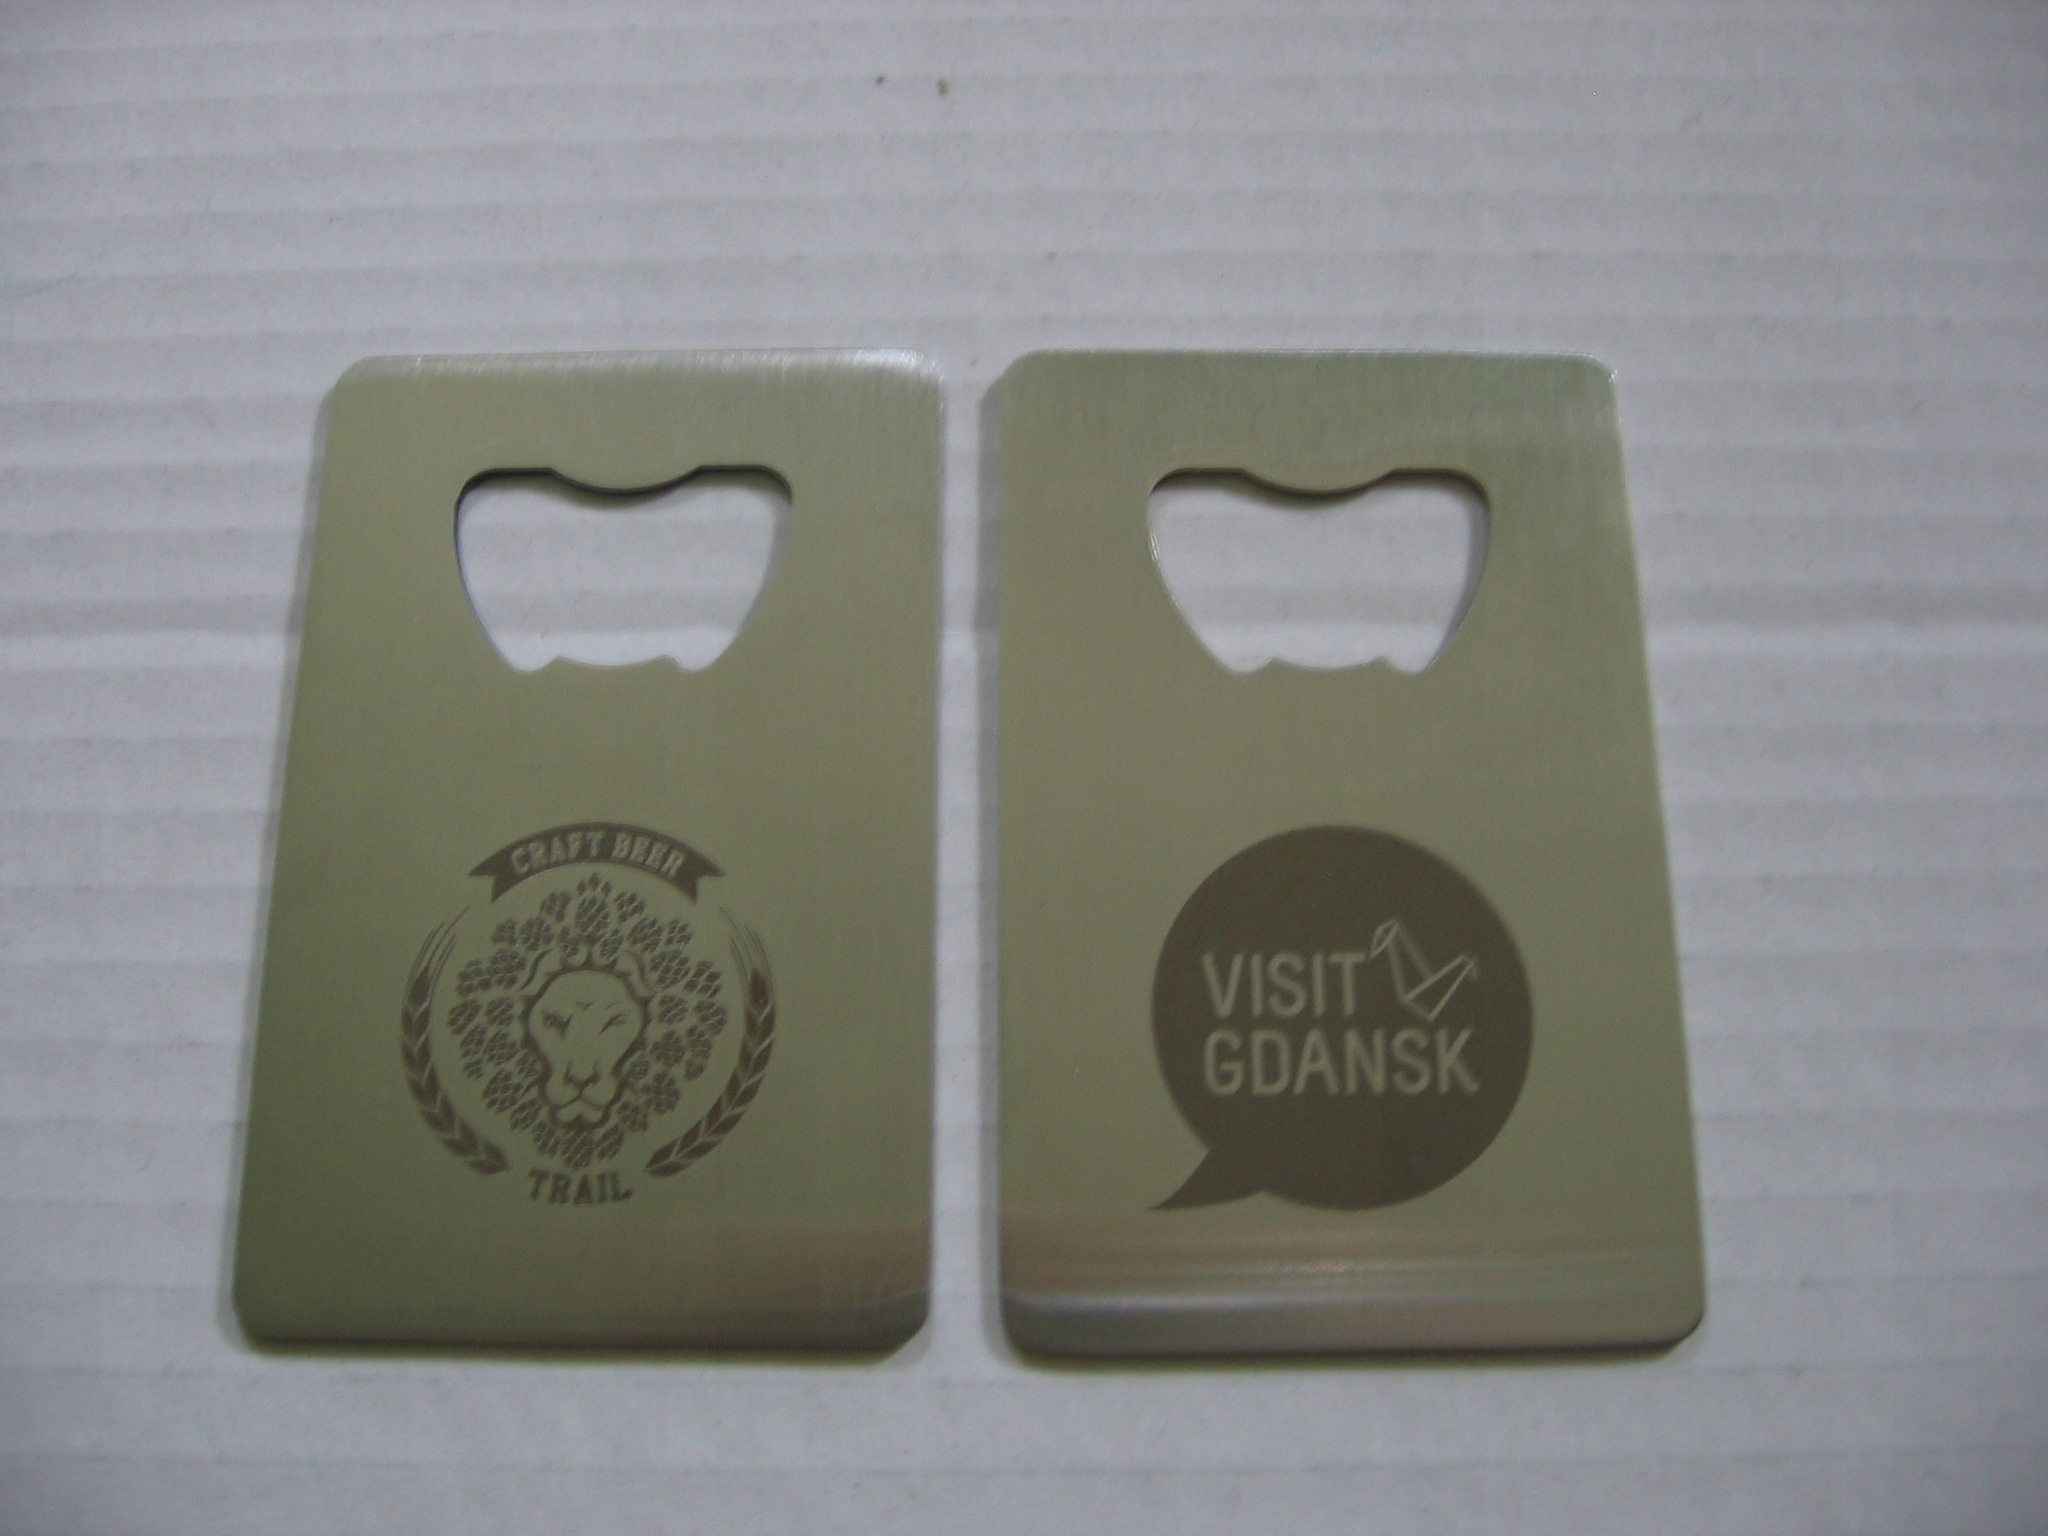 CRAFT BEER
TRAIL
VISIT
GDANSK